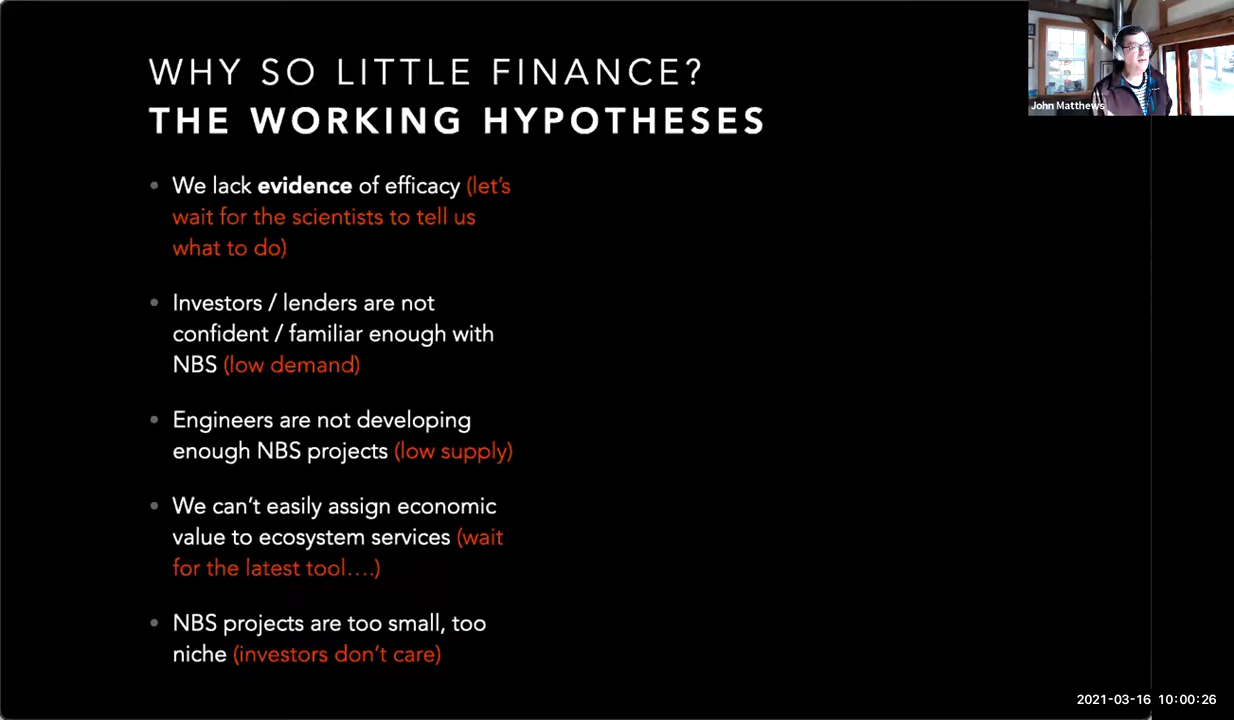 WHY SO LITTLE FINANCE?
THE WORKING HYPOTHESES
• We lack evidence of efficacy (let's
wait for the scientists to tell us
what to do)
• Investors / lenders are not
confident / familiar enough with
NBS (low demand)
• Engineers are not developing
enough NBS projects (low supply)
• We can't easily assign economic
value to ecosystem services (wait
for the latest tool....)
• NBS projects are too small, too
niche (investors don't care)
John Matthews
2021-03-16 10:00:26